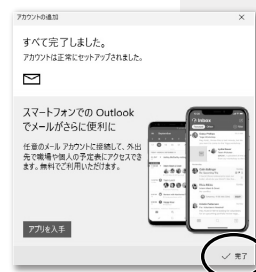 アカウントの追加
すべて完了しました。
アカウントは正常にセットアップされました。
スマートフォンでの Outlook
でメールがさらに便利に
任意のメール アカウントに接続して、外出
先で職場や個人の予定表にアクセスでき
ます。無料でご利用いただけます。
Inbox
アプリを入手
完了